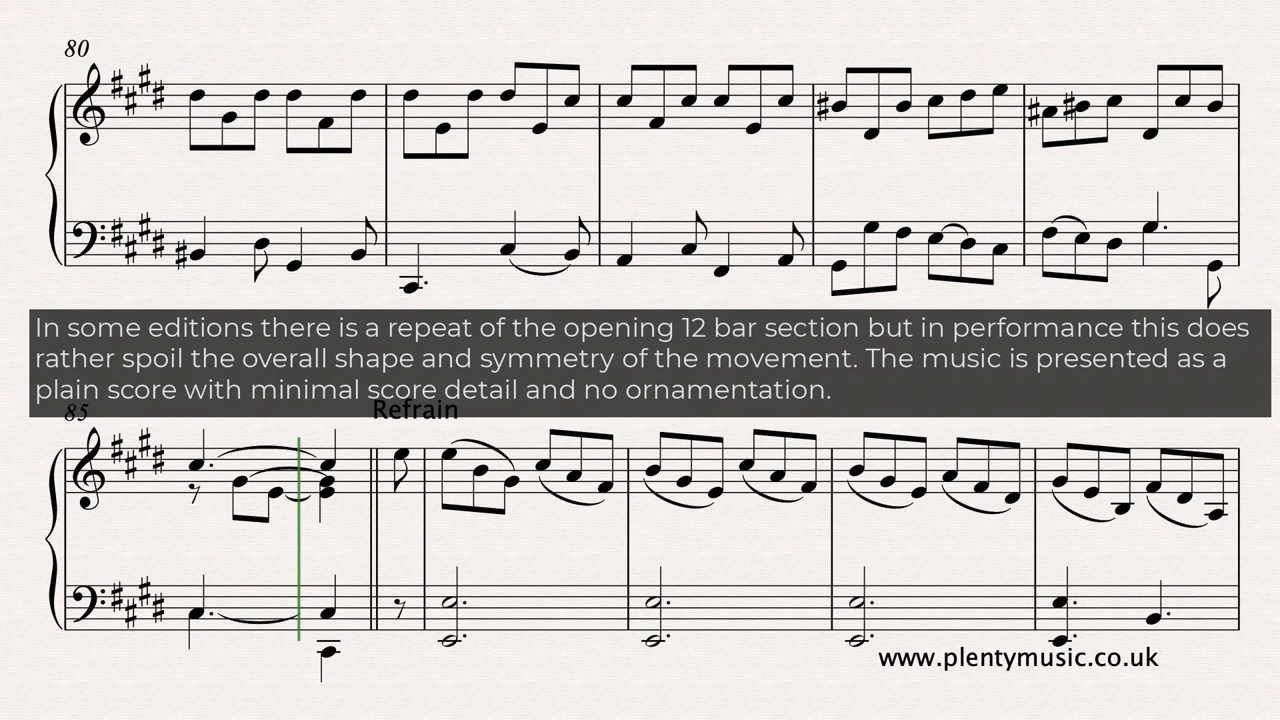 80
In some editions there is a repeat of the opening 12 bar section but in performance this does
rather spoil the overall shape and symmetry of the movement. The music is presented as a
plain score with minimal score detail and no ornamentation.
85
Refrain
www.plentymusic.co.uk